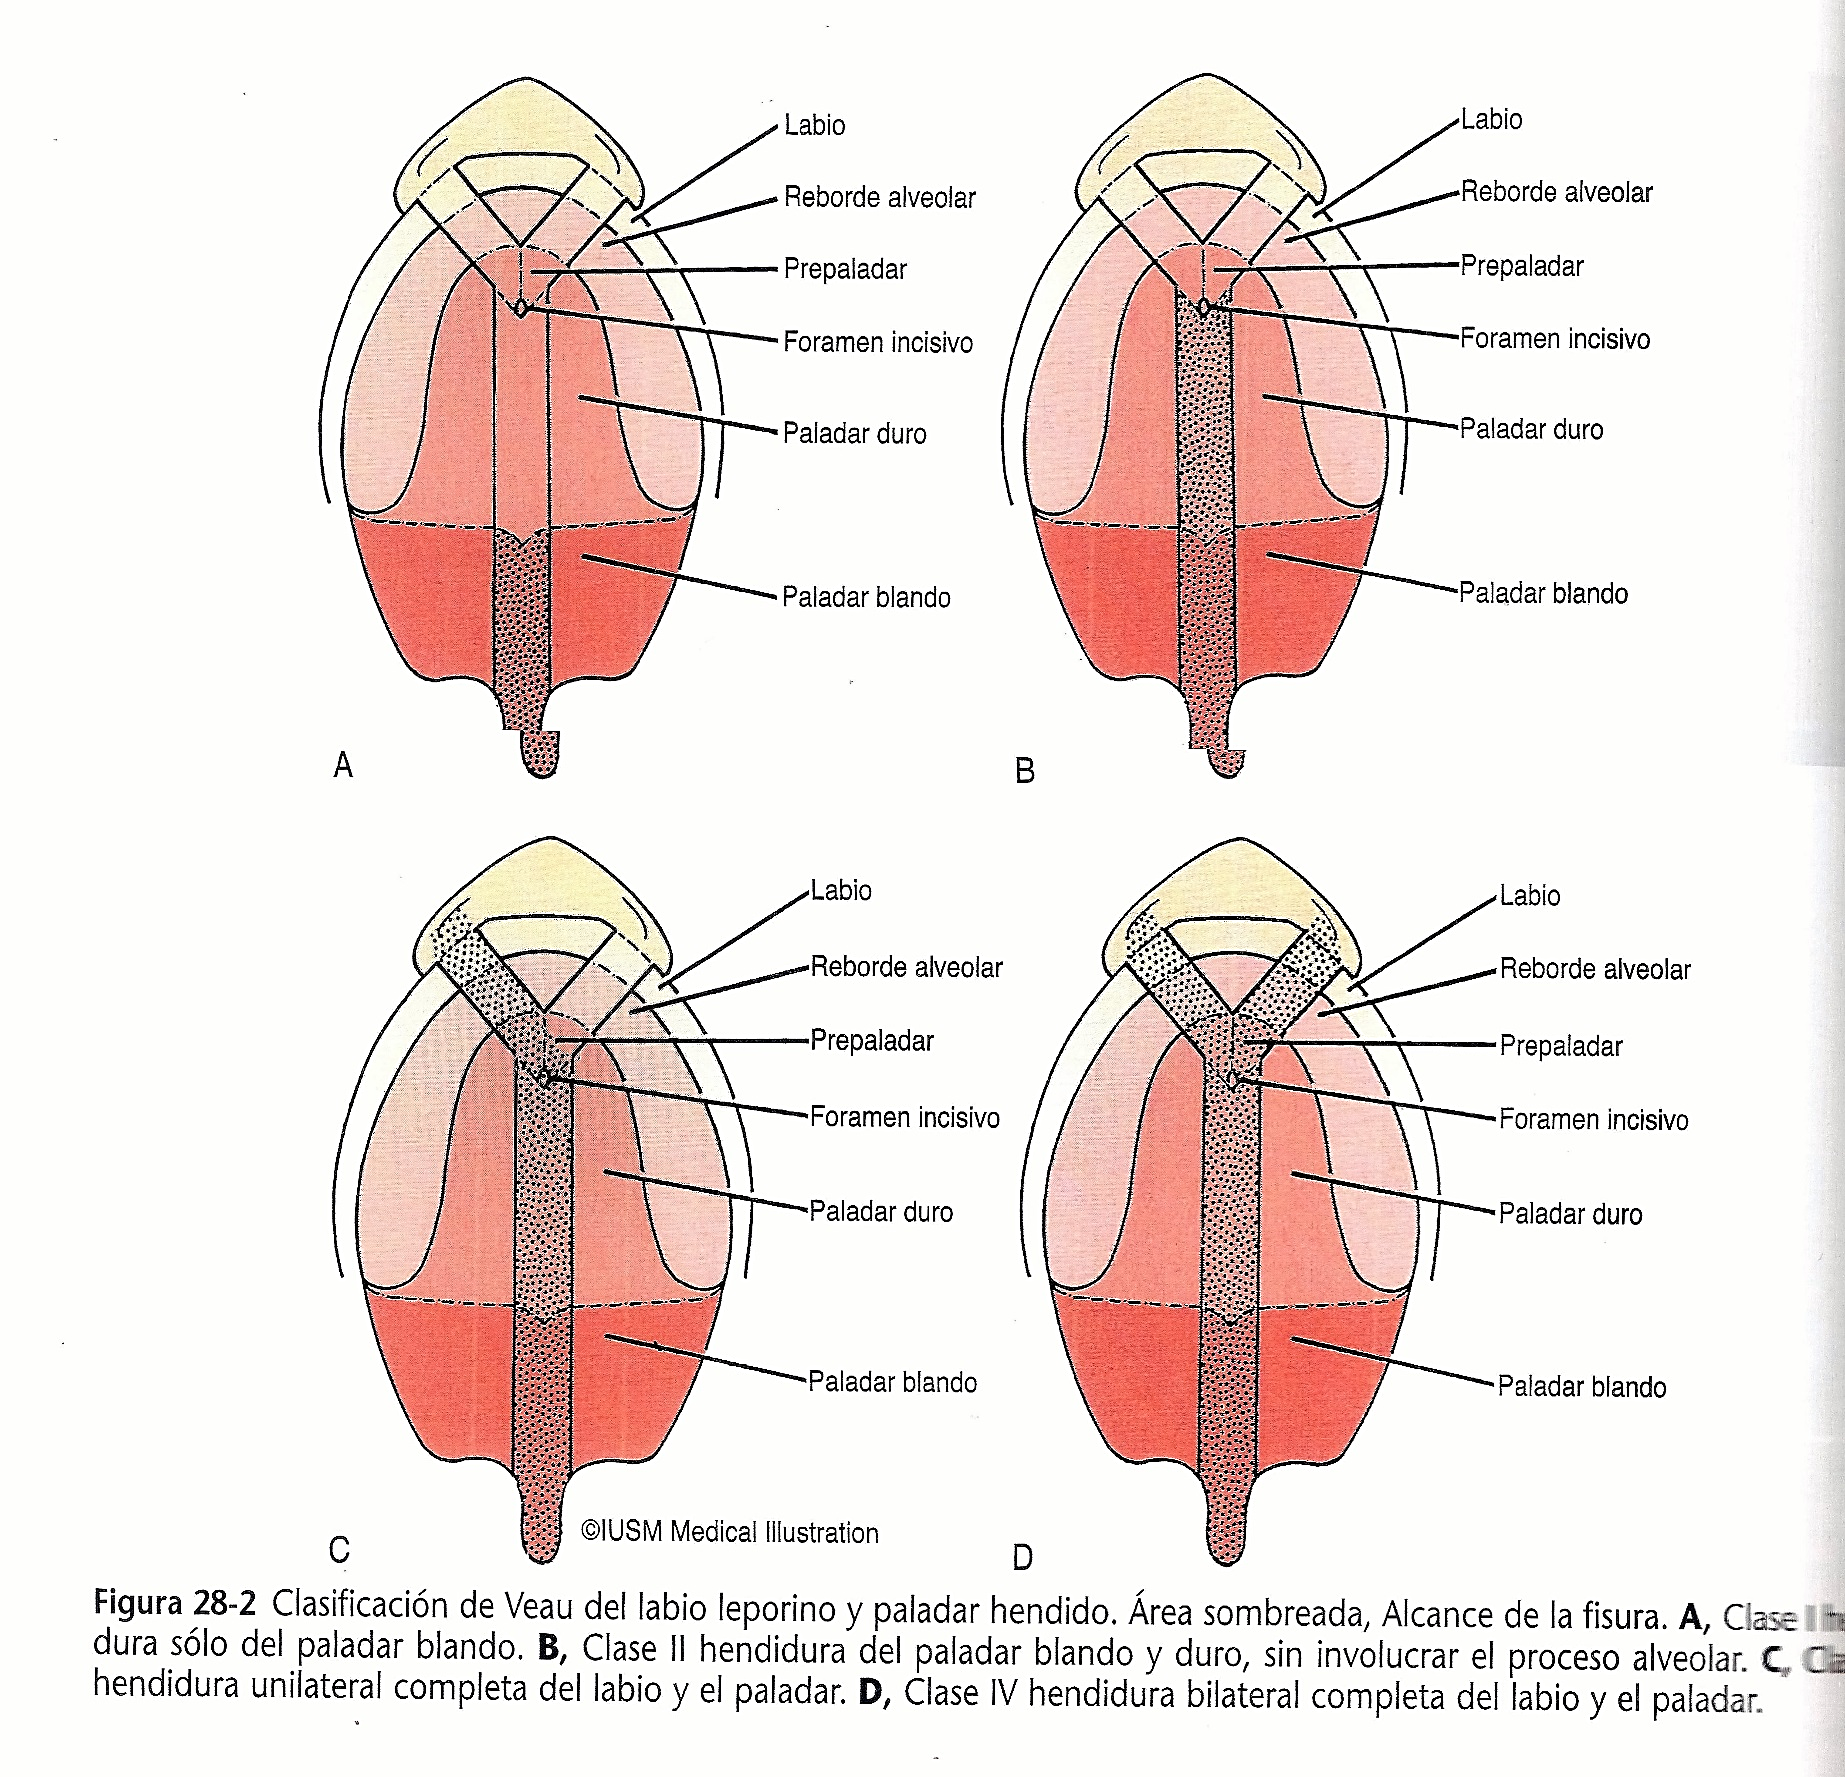 Labio
Reborde alveolar
Prepaladar
Foramen incisivo
Paladar duro
Paladar blando
A
Labio
Reborde alveolar
Prepaladar
Foramen incisivo
Paladar duro
Paladar blando
B
Labio
Reborde alveolar
Prepaladar
Foramen incisivo
Paladar duro
Paladar blando
©IUSM Medical Illustration
C
Labio
Reborde alveolar
Prepaladar
Foramen incisivo
Paladar duro
Paladar blando
D
Figura 28-2 Clasificación de Veau del labio leporino y paladar hendido. Área sombreada, Alcance de la fisura. A, Clase I
dura sólo del paladar blando. B, Clase II hendidura del paladar blando y duro, sin involucrar el proceso alveolar. C,
hendidura unilateral completa del labio y el paladar. D, Clase IV hendidura bilateral completa del labio y el paladar.